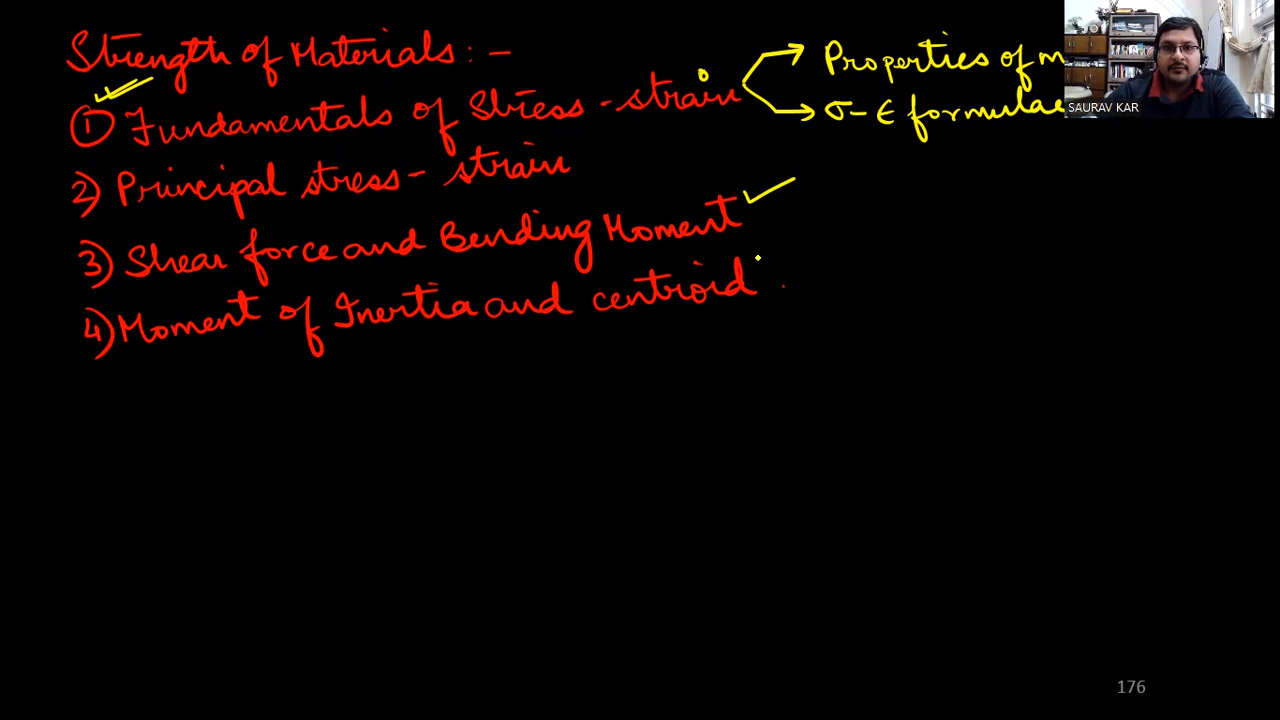 Strength of Materials :-
① Fundamentals of Stress - strain
Properties of m
σ - ε formulae
2) Principal stress - strain
3) Shear force and Bending Moment
4) Moment of Inertia and centroid
SAURAV KAR
176